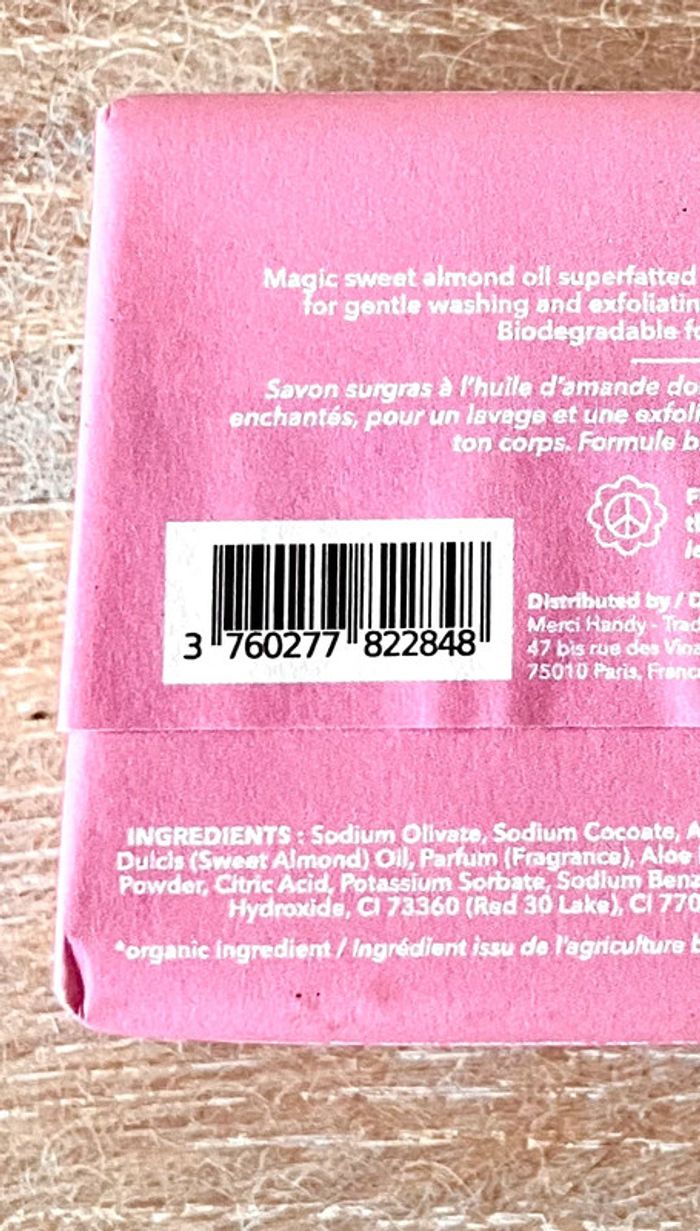 Magic sweet almond oil superfatted
for gentle washing and exfoliatin
Biodegradable f
Savon surgras à l'huile d'amande do
enchantés, pour un lavage et une exfoli
ton corps. Formule b
Distributed by / D
Merci Handy - Trad
47 bis rue des Vina
75010 Paris, Franc
3 760277 822848
INGREDIENTS : Sodium Olivate, Sodium Cocoate, A
Dulcis (Sweet Almond) Oil, Parfum (Fragrance), Aloe
Powder, Citric Acid, Potassium Sorbate, Sodium Benz
Hydroxide, CI 73360 (Red 30 Lake), CI 770
*organic ingredient / Ingrédient issu de l'agriculture b